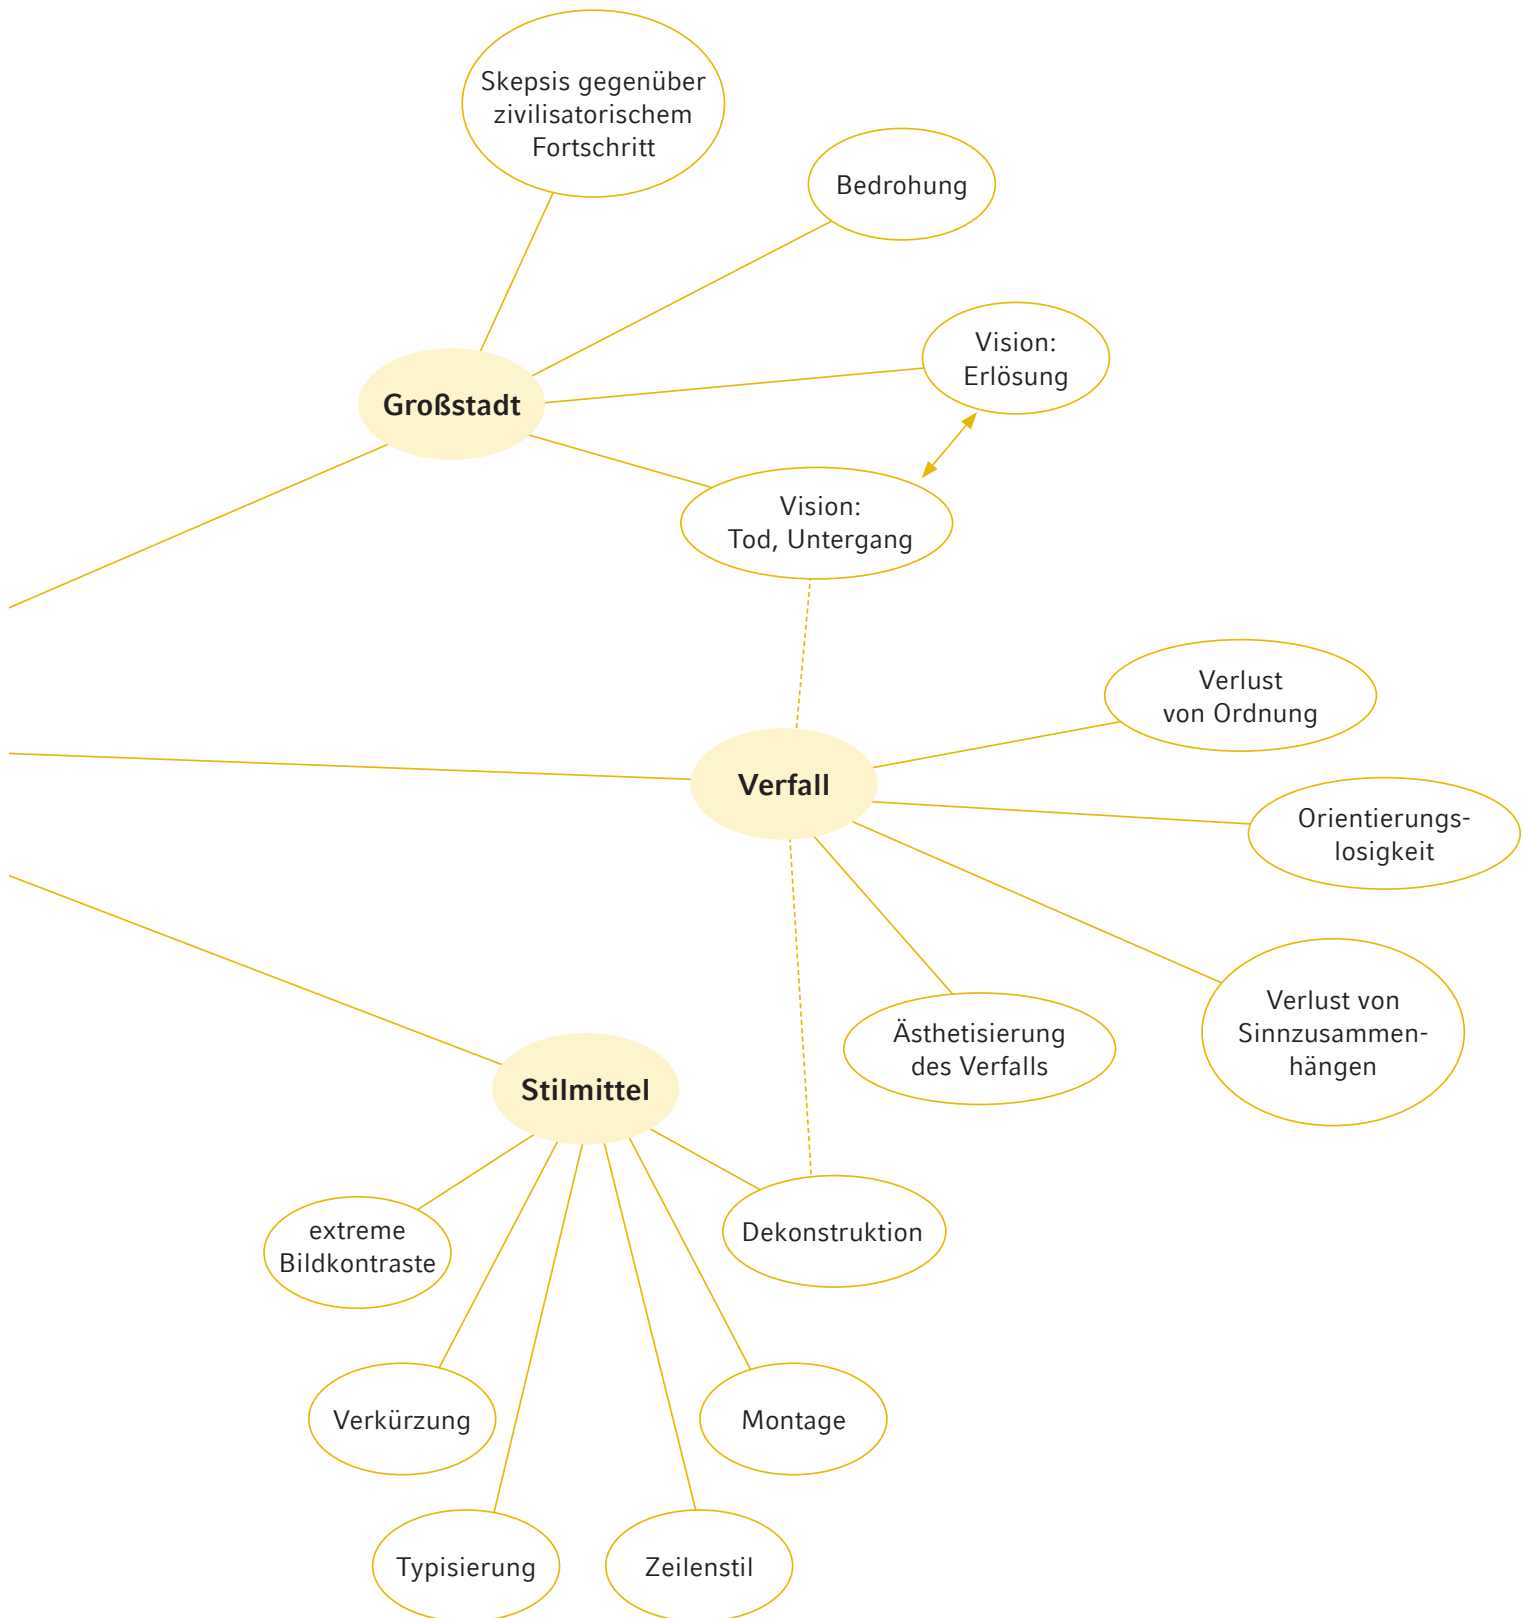 Skepsis gegenüber
zivilisatorischem
Fortschritt
Bedrohung
Vision:
Erlösung
Großstadt
Vision:
Tod, Untergang
Verlust
von Ordnung
Verfall
Orientierungs-
losigkeit
Verlust von
Sinnzusammen-
hängen
Ästhetisierung
des Verfalls
Stilmittel
extreme
Bildkontraste
Dekonstruktion
Verkürzung
Montage
Typisierung
Zeilenstil